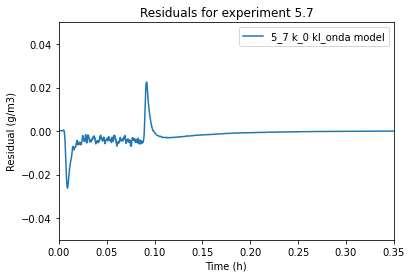 Residuals for experiment 5.7
5_7 k_0 kl_onda model
Residual (g/m3)
0.04
0.02
0.00
−0.02
−0.04
0.00 0.05 0.10 0.15 0.20 0.25 0.30 0.35
Time (h)